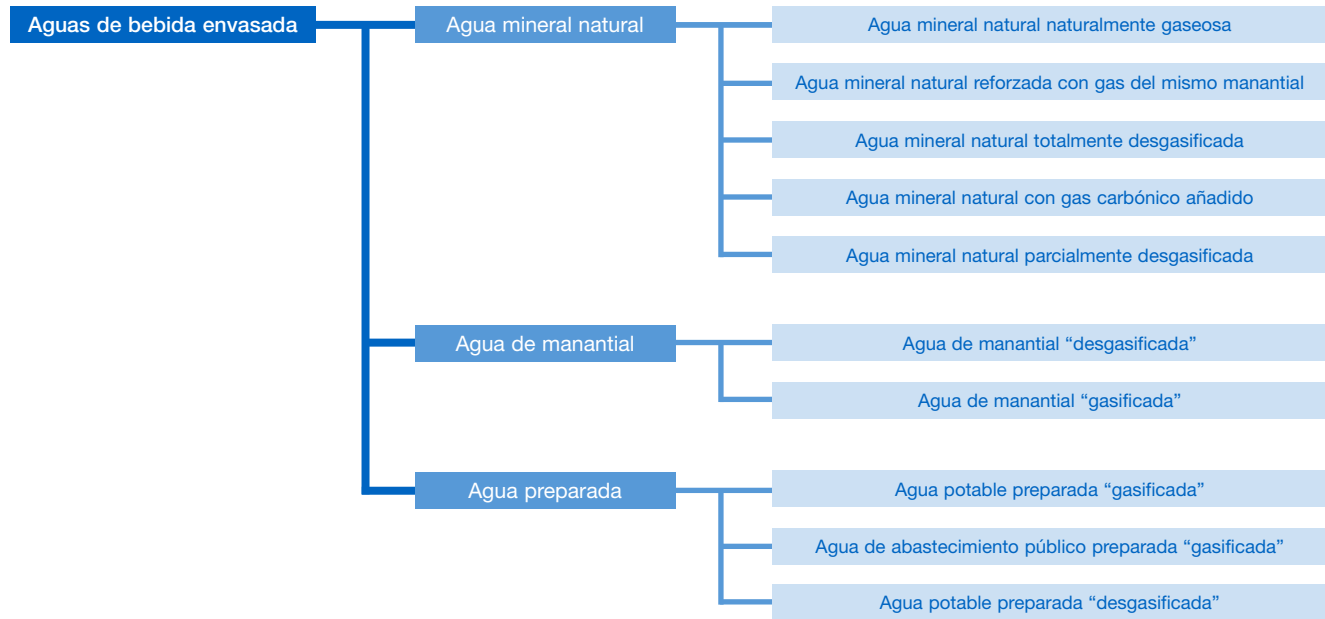 Aguas de bebida envasada
Agua mineral natural
Agua mineral natural naturalmente gaseosa
Agua mineral natural reforzada con gas del mismo manantial
Agua mineral natural totalmente desgasificada
Agua mineral natural con gas carbónico añadido
Agua mineral natural parcialmente desgasificada
Agua de manantial
Agua de manantial “desgasificada”
Agua de manantial “gasificada”
Agua preparada
Agua potable preparada “gasificada”
Agua de abastecimiento público preparada “gasificada”
Agua potable preparada “desgasificada”